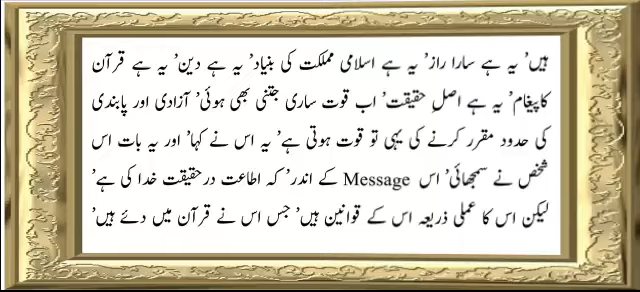 ہیں’ یہ ہے سارا راز’ یہ ہے اسلامی مملکت کی بنیاد’ یہ ہے دین’ یہ ہے قرآن
کاپیغام’ یہ ہے اصلِ حقیقت’ اب قوت ساری جتنی بھی ہوئی’ آزادی اور پابندی
کی حدود مقرر کرنے کی یہی تو قوت ہوتی ہے’ یہ اس نے کہا’ اور یہ بات اس
شخص نے سمجھائی’ اس Message کے اندر’ کہ اطاعت درحقیقت خدا کی ہے’
لیکن اس کا عملی ذریعہ اس کے قوانین ہیں’ جس اس نے قرآن میں دئے ہیں’